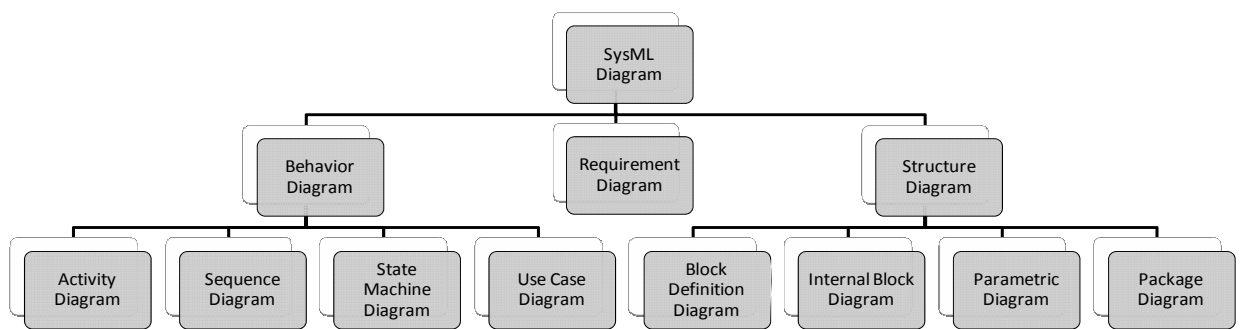 SysML
Diagram
Behavior
Diagram
Requirement
Diagram
Structure
Diagram
Activity
Diagram
Sequence
Diagram
State
Machine
Diagram
Use Case
Diagram
Block
Definition
Diagram
Internal Block
Diagram
Parametric
Diagram
Package
Diagram